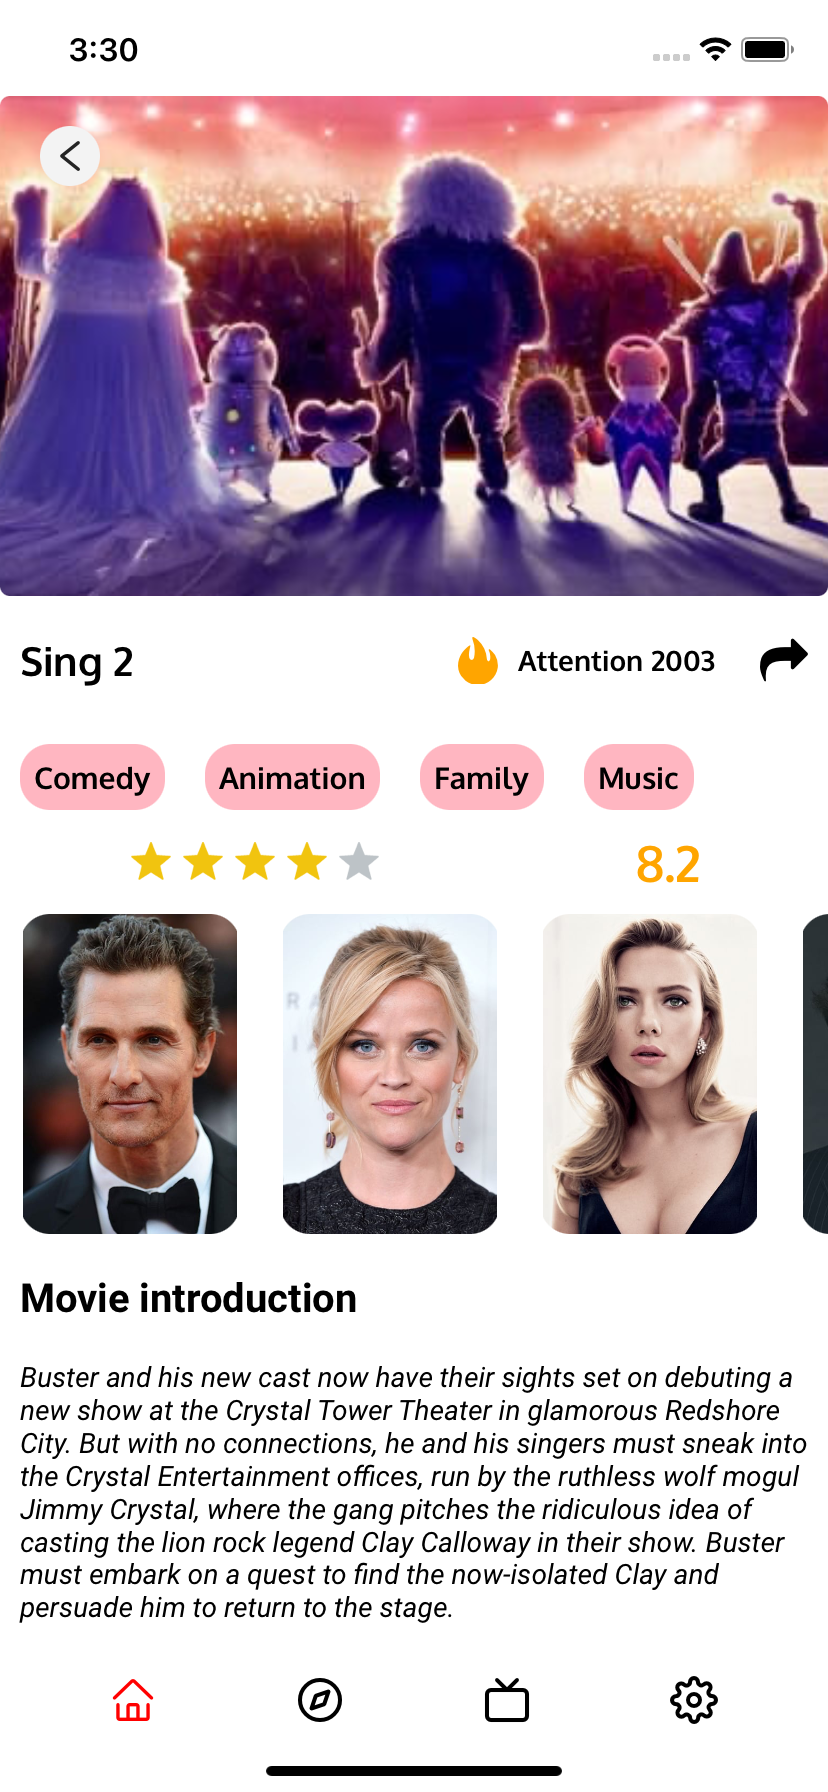 3:30
Sing 2
Attention 2003
Comedy
Animation
Family
Music
8.2
Movie introduction
Buster and his new cast now have their sights set on debuting a
new show at the Crystal Tower Theater in glamorous Redshore
City. But with no connections, he and his singers must sneak into
the Crystal Entertainment offices, run by the ruthless wolf mogul
Jimmy Crystal, where the gang pitches the ridiculous idea of
casting the lion rock legend Clay Calloway in their show. Buster
must embark on a quest to find the now-isolated Clay and
persuade him to return to the stage.